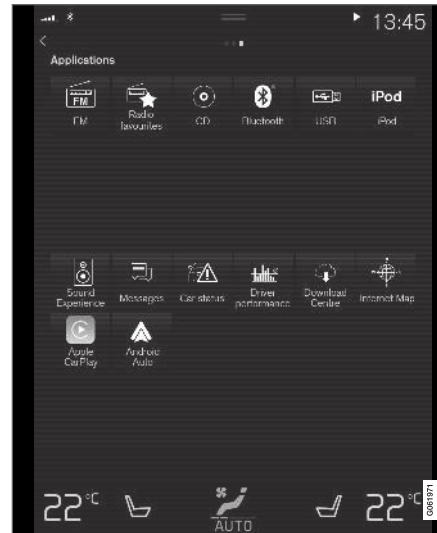 13:45
Applications
FM
FM
Radio
favourites
CD
Bluetooth
USB
iPod
iPod
Sound
Experience
Messages
Car status
Driver
performance
Download
Centre
Internet Map
Apple
CarPlay
Android
Auto
22°C
AUTO
22°C
G061971